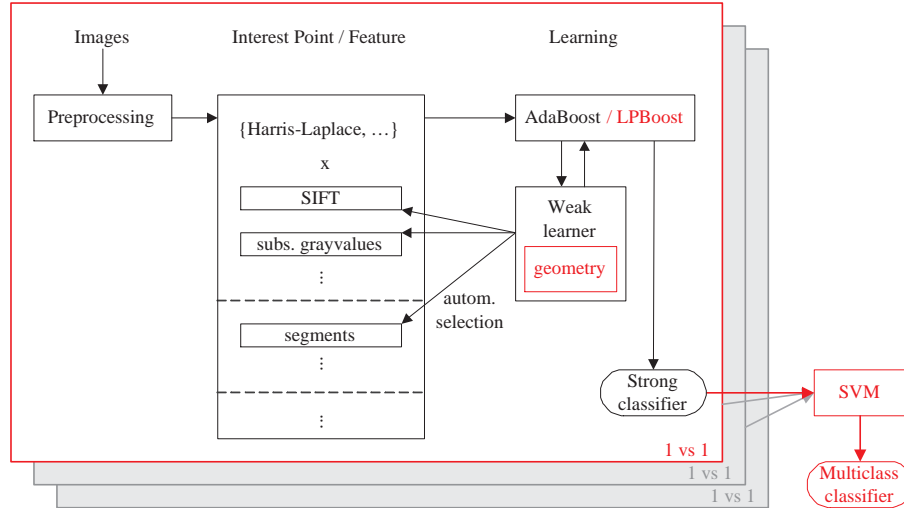 Images
Interest Point / Feature
Learning
Preprocessing
{Harris-Laplace, …}
x
SIFT
subs. grayvalues
⋮
segments
⋮
⋮
AdaBoost / LPBoost
Weak
learner
geometry
autom.
selection
Strong
classifier
SVM
Multiclass
classifier
1 vs 1
1 vs 1
1 vs 1